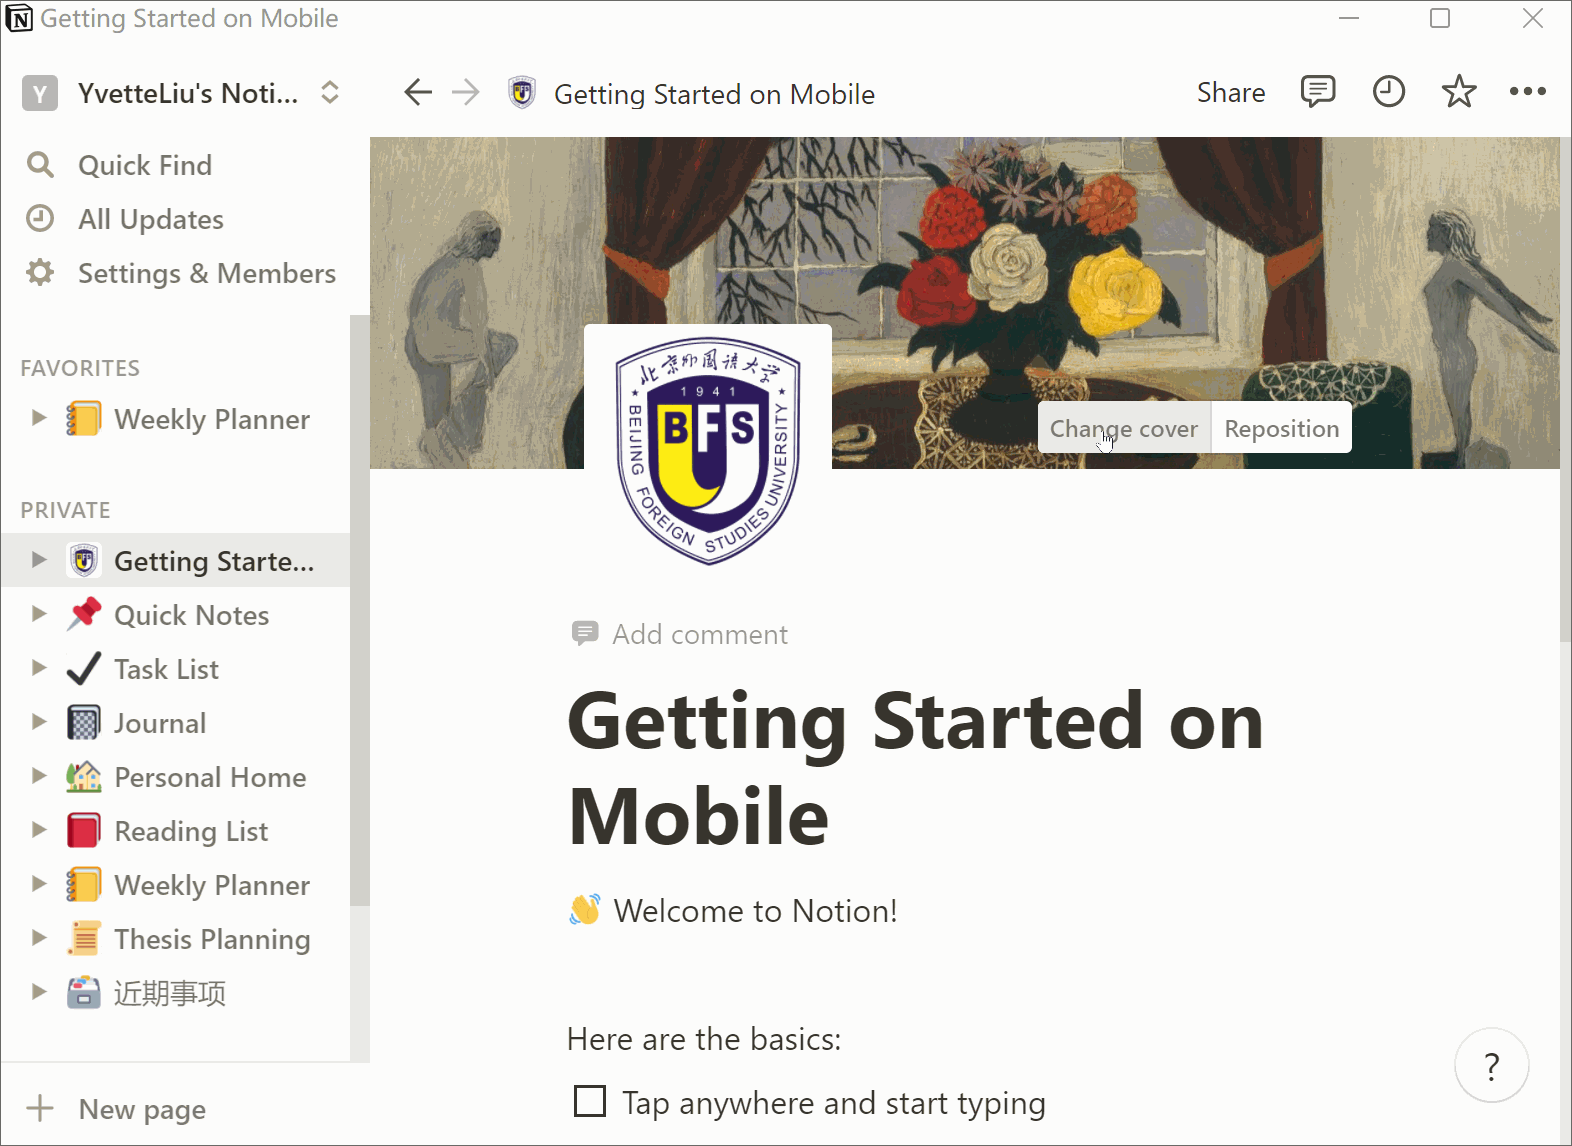 Getting Started on Mobile
Y YvetteLiu's Noti...
Getting Started on Mobile
Share
Quick Find
All Updates
Settings & Members
FAVORITES
Weekly Planner
PRIVATE
Getting Starte...
Quick Notes
Task List
Journal
Personal Home
Reading List
Weekly Planner
Thesis Planning
近期事项
New page
北京外国语大学
1941
BFS
BEIJING FOREIGN STUDIES UNIVERSITY
Change cover
Reposition
Add comment
Getting Started on
Mobile
👋 Welcome to Notion!
Here are the basics:
Tap anywhere and start typing
?